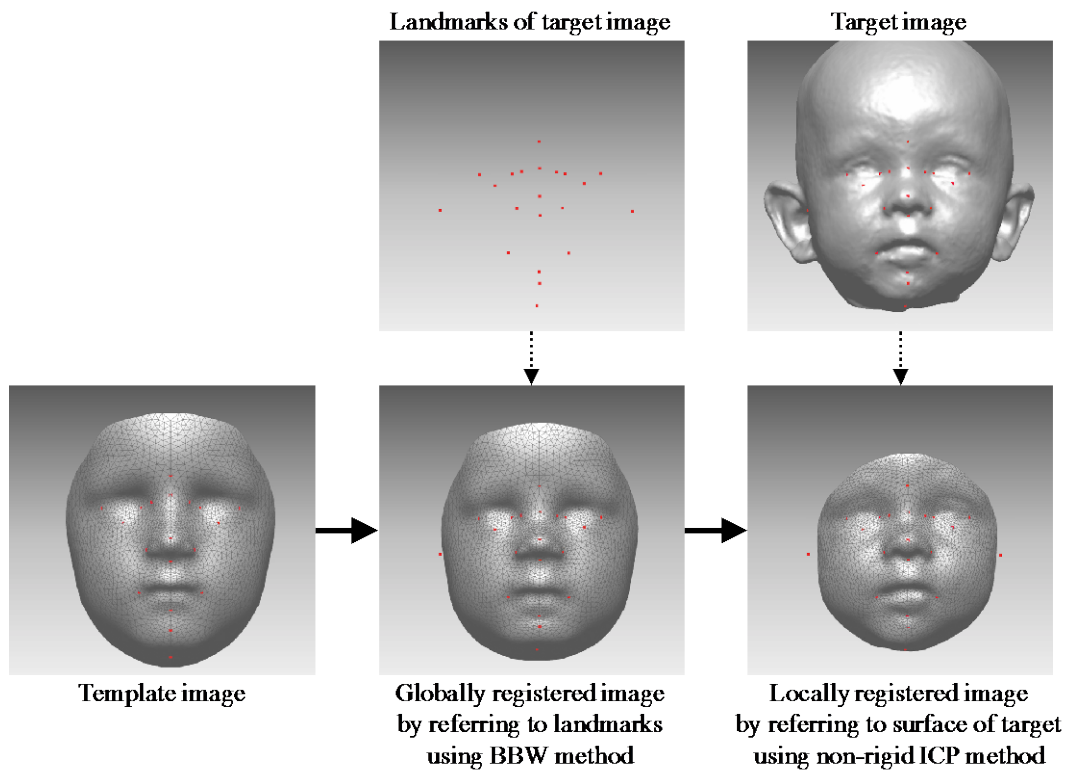 Landmarks of target image
Target image
Template image
Globally registered image
by referring to landmarks
using BBW method
Locally registered image
by referring to surface of target
using non-rigid ICP method